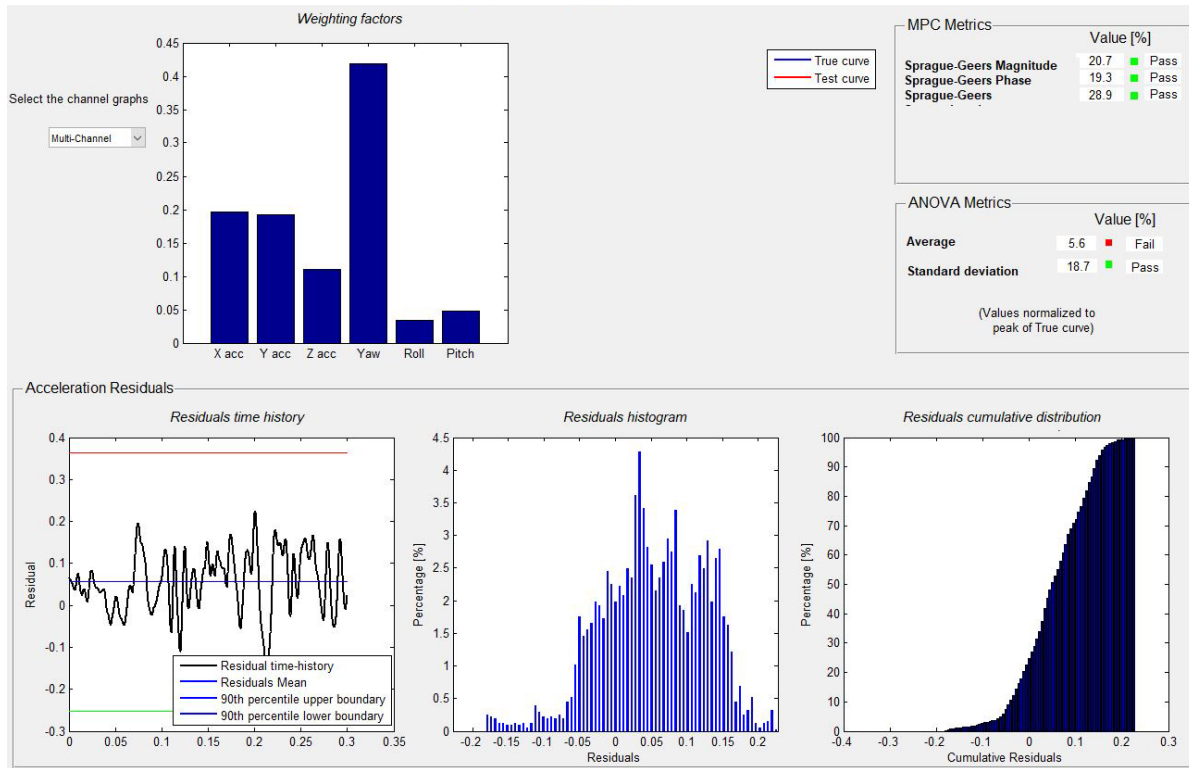 Weighting factors
0.45
0.4
0.35
0.3
0.25
0.2
0.15
0.1
0.05
0
X acc Y acc Z acc Yaw Roll Pitch
Select the channel graphs
Multi-Channel
True curve
Test curve
MPC Metrics
Value [%]
Sprague-Geers Magnitude 20.7 Pass
Sprague-Geers Phase 19.3 Pass
Sprague-Geers 28.9 Pass
ANOVA Metrics
Value [%]
Average 5.6 Fail
Standard deviation 18.7 Pass
(Values normalized to
peak of True curve)
Acceleration Residuals
Residuals time history
0.4
0.3
0.2
0.1
0
-0.1
-0.2
-0.3
Residual
0 0.05 0.1 0.15 0.2 0.25 0.3 0.35
Residual time-history
Residuals Mean
90th percentile upper boundary
90th percentile lower boundary
Residuals histogram
4.5
4
3.5
3
2.5
2
1.5
1
0.5
0
Percentage [%]
-0.2 -0.15 -0.1 -0.05 0 0.05 0.1 0.15 0.2
Residuals
Residuals cumulative distribution
100
90
80
70
60
50
40
30
20
10
0
Percentage [%]
-0.4 -0.3 -0.2 -0.1 0 0.1 0.2 0.3
Cumulative Residuals